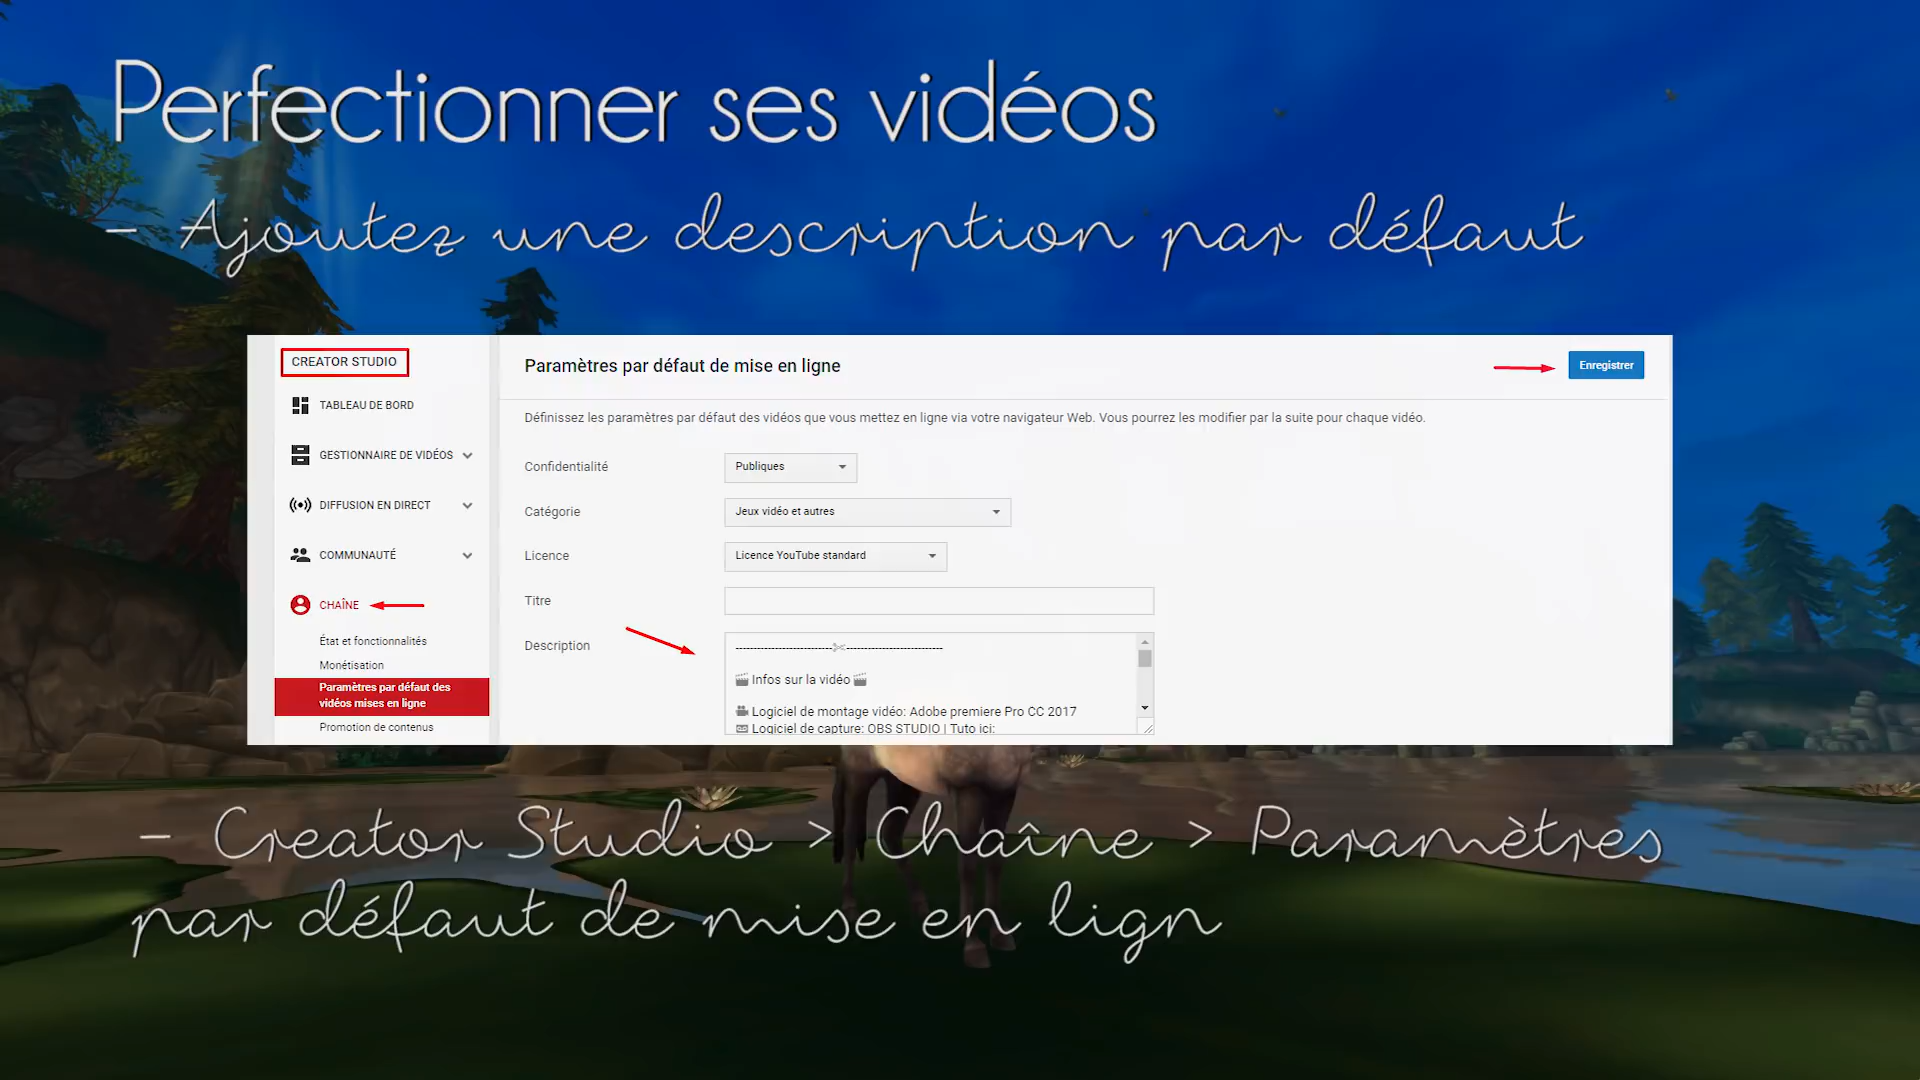 Perfectionner ses vidéos
- Ajoutez une description par défaut
CREATOR STUDIO
TABLEAU DE BORD
GESTIONNAIRE DE VIDÉOS
DIFFUSION EN DIRECT
COMMUNAUTÉ
CHAÎNE
État et fonctionnalités
Monétisation
Paramètres par défaut des
vidéos mises en ligne
Promotion de contenus
Paramètres par défaut de mise en ligne
Enregistrer
Définissez les paramètres par défaut des vidéos que vous mettez en ligne via votre navigateur Web. Vous pourrez les modifier par la suite pour chaque vidéo.
Confidentialité
Publiques
Catégorie
Jeux vidéo et autres
Licence
Licence YouTube standard
Titre
Description
---------------------------✂---------------------------
🎬 Infos sur la vidéo 🎬
🎥 Logiciel de montage vidéo: Adobe premiere Pro CC 2017
Logiciel de capture: OBS STUDIO | Tuto ici:
- Creator Studio > Chaîne > Paramètres
par défaut de mise en lign